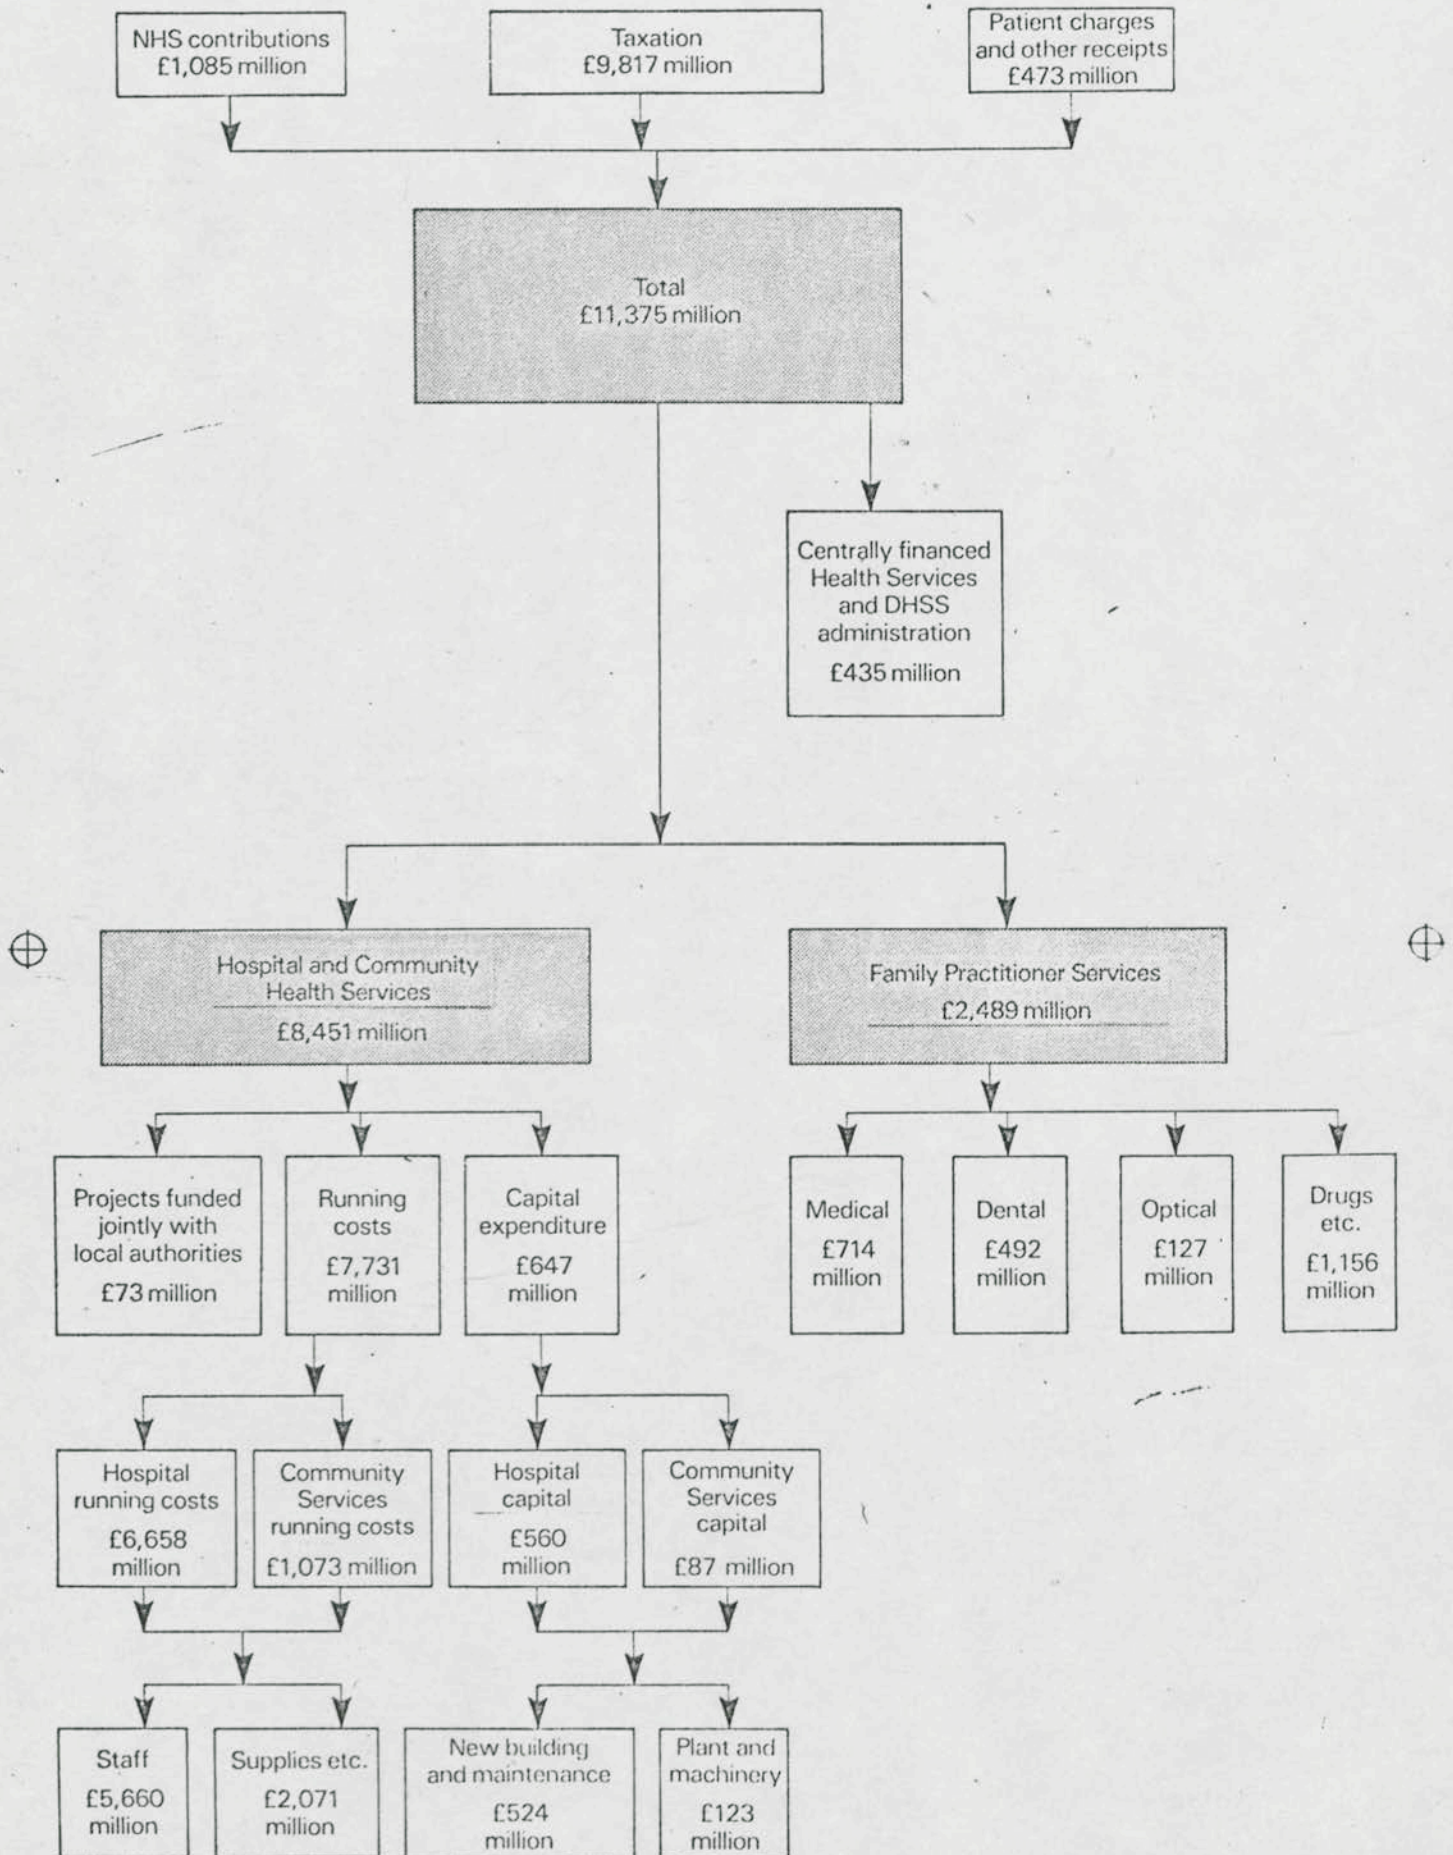 NHS contributions
£1,085 million
Taxation
£9,817 million
Patient charges
and other receipts
£473 million
Total
£11,375 million
Centrally financed
Health Services
and DHSS
administration
£435 million
Hospital and Community
Health Services
£8,451 million
Family Practitioner Services
£2,489 million
Projects funded
jointly with
local authorities
£73 million
Running
costs
£7,731
million
Capital
expenditure
£647
million
Medical
£714
million
Dental
£492
million
Optical
£127
million
Drugs
etc.
£1,156
million
Hospital
running costs
£6,658
million
Community
Services
running costs
£1,073 million
Hospital
capital
£560
million
Community
Services
capital
£87 million
Staff
£5,660
million
Supplies etc.
£2,071
million
New building
and maintenance
£524
million
Plant and
machinery
£123
million